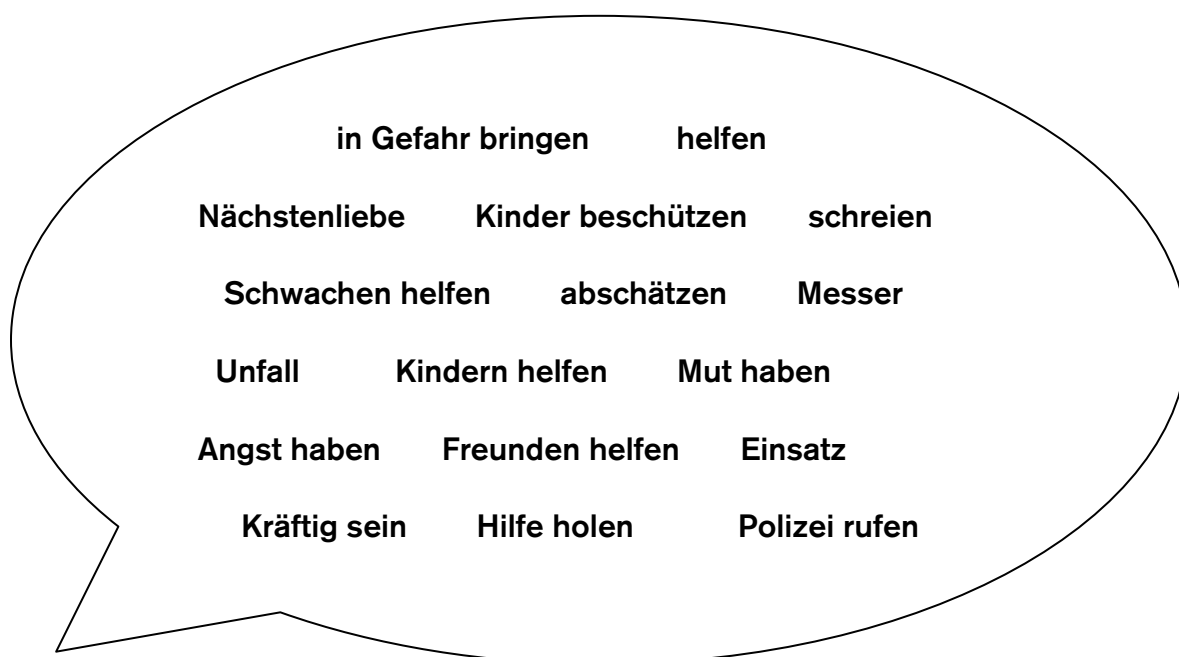 in Gefahr bringen helfen
Nächstenliebe Kinder beschützen schreien
Schwachen helfen abschätzen Messer
Unfall Kindern helfen Mut haben
Angst haben Freunden helfen Einsatz
Kräftig sein Hilfe holen Polizei rufen